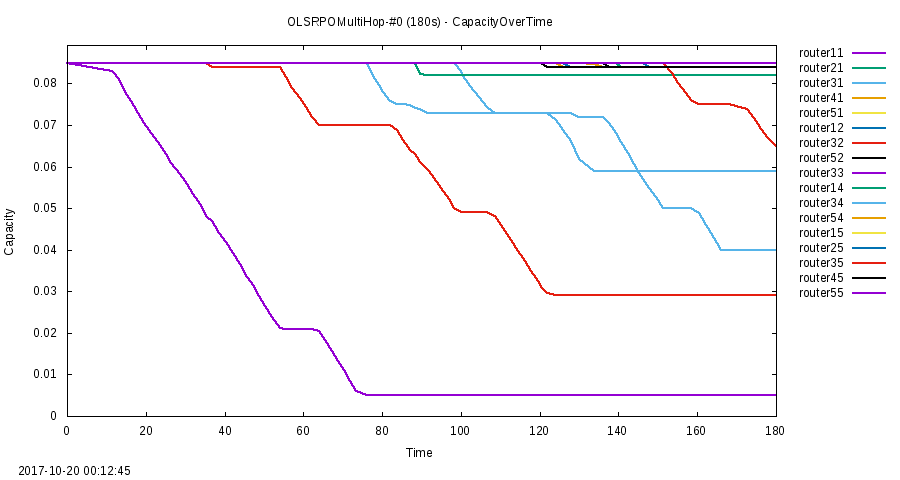 OLSRPOMultiHop-#0 (180s) - CapacityOverTime
Capacity
0.08
0.07
0.06
0.05
0.04
0.03
0.02
0.01
0
0 20 40 60 80 100 120 140 160 180
Time
router11
router21
router31
router41
router51
router12
router32
router52
router33
router14
router34
router54
router15
router25
router35
router45
router55
2017-10-20 00:12:45